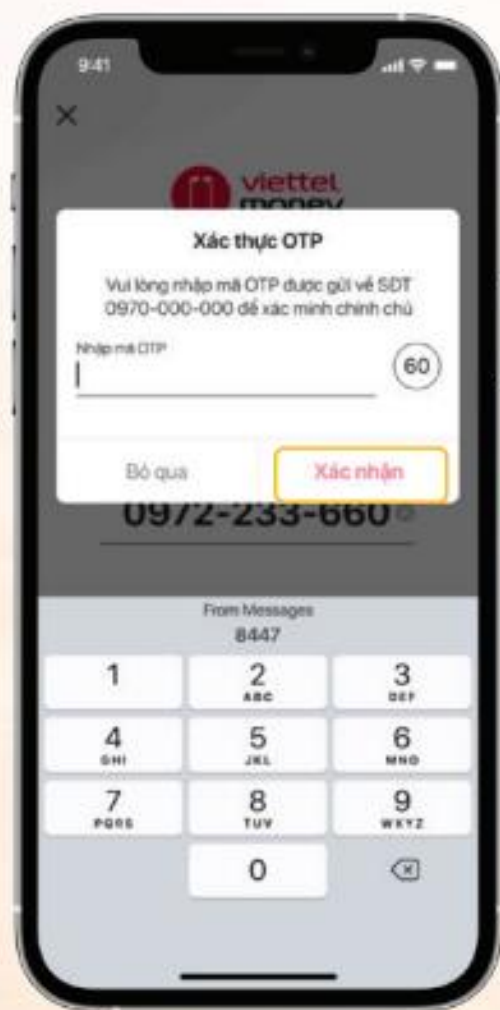 9:41
viettel
money
Xác thực OTP
Vui lòng nhập mã OTP được gửi về SĐT
0970-000-000 để xác minh chính chủ
Nhập mã OTP
60
Bỏ qua
Xác nhận
0972-233-660
From Messages
8447
1
2
ABC
3
DEF
4
GHI
5
JKL
6
MNO
7
PQRS
8
TUV
9
WXYZ
0